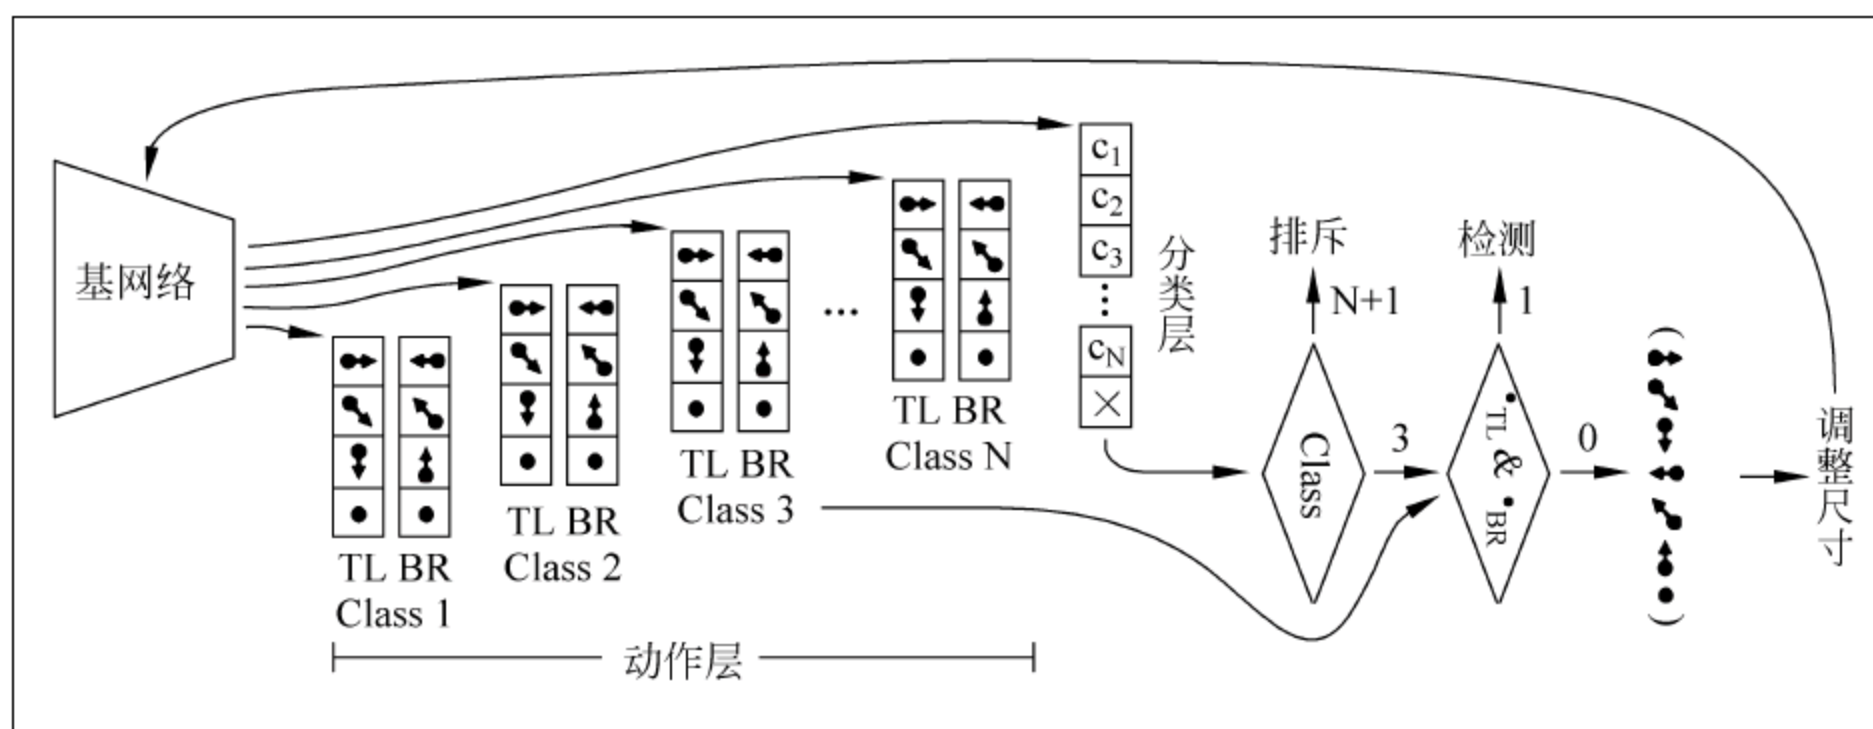 基网络
TL BR
Class 1
TL BR
Class 2
TL BR
Class 3
...
TL BR
Class N
动作层
c1
c2
c3
⋮
cN
×
分类层
排斥
N+1
Class
3
检测
1
•TL & •BR
0
(
)
调整尺寸